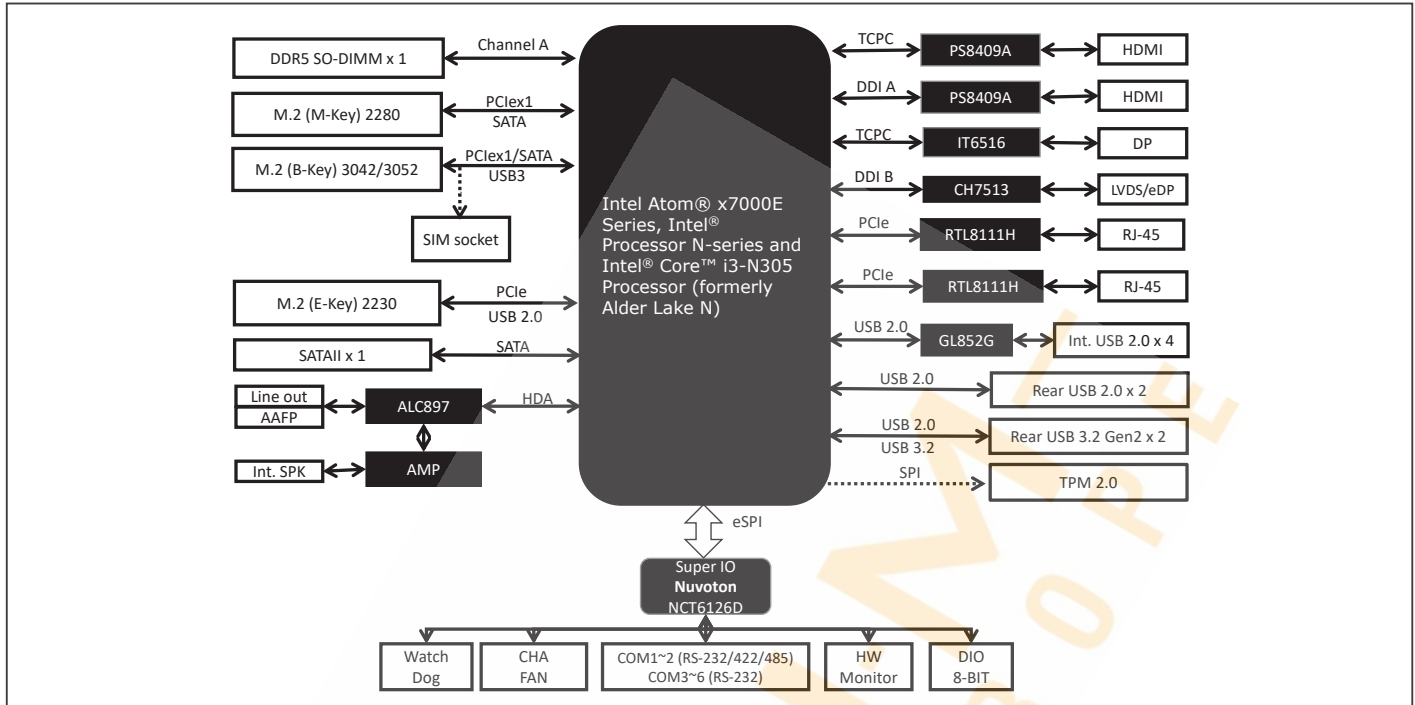 DDR5 SO-DIMM x 1
Channel A
M.2 (M-Key) 2280
PCIex1
SATA
M.2 (B-Key) 3042/3052
PCIex1/SATA
USB3
SIM socket
M.2 (E-Key) 2230
PCIe
USB 2.0
SATAII x 1
SATA
Line out
AAFP
ALC897
HDA
Int. SPK
AMP
Intel Atom® x7000E
Series, Intel®
Processor N-series and
Intel® Core™ i3-N305
Processor (formerly
Alder Lake N)
TCPC
PS8409A
HDMI
DDI A
PS8409A
HDMI
TCPC
IT6516
DP
DDI B
CH7513
LVDS/eDP
PCIe
RTL8111H
RJ-45
PCIe
RTL8111H
RJ-45
USB 2.0
GL852G
Int. USB 2.0 x 4
USB 2.0
Rear USB 2.0 x 2
USB 2.0
USB 3.2
Rear USB 3.2 Gen2 x 2
SPI
TPM 2.0
eSPI
Super IO
Nuvoton
NCT6126D
Watch
Dog
CHA
FAN
COM1~2 (RS-232/422/485)
COM3~6 (RS-232)
HW
Monitor
DIO
8-BIT